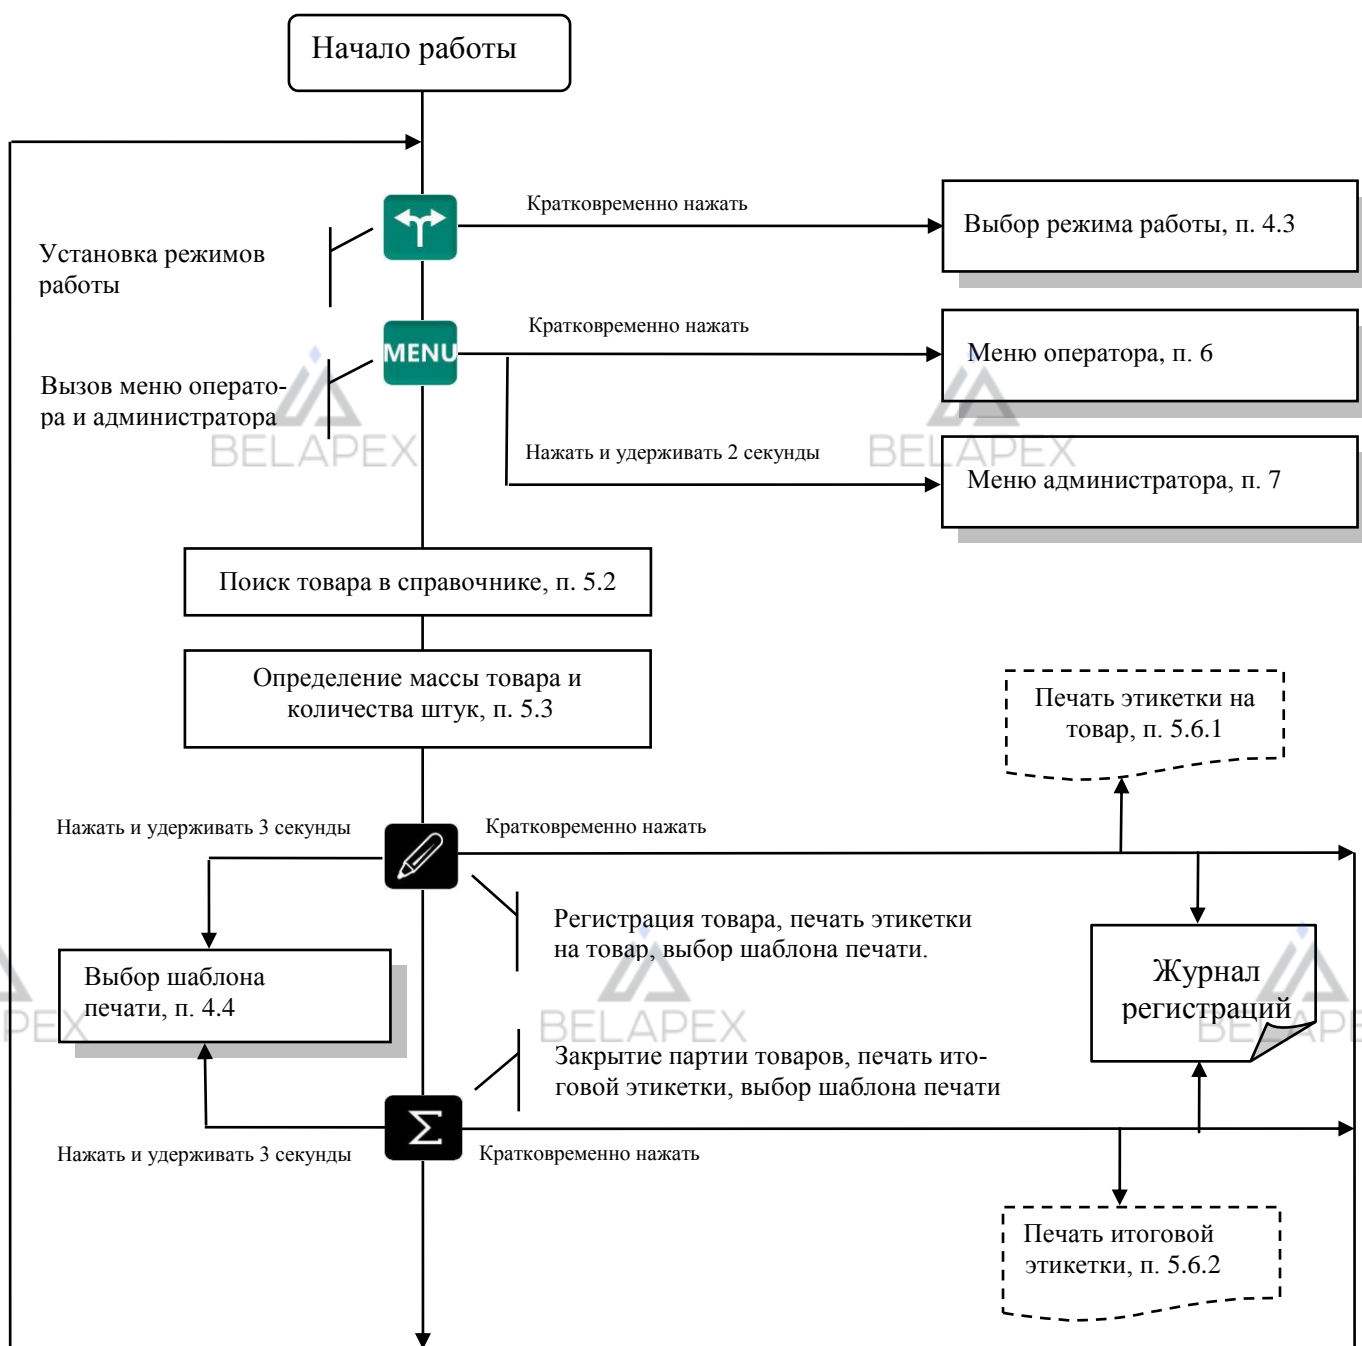 Начало работы
Кратковременно нажать
Выбор режима работы, п. 4.3
Установка режимов
работы
Кратковременно нажать
MENU
Меню оператора, п. 6
Вызов меню операто-
ра и администратора
BELAPEX
BELAPEX
Нажать и удерживать 2 секунды
Меню администратора, п. 7
Поиск товара в справочнике, п. 5.2
Определение массы товара и
количества штук, п. 5.3
Печать этикетки на
товар, п. 5.6.1
Нажать и удерживать 3 секунды
Кратковременно нажать
Регистрация товара, печать этикетки
на товар, выбор шаблона печати.
Выбор шаблона
печати, п. 4.4
Журнал
регистраций
PEX
BELAPEX
BELAPE
Закрытие партии товаров, печать ито-
говой этикетки, выбор шаблона печати
Σ
Нажать и удерживать 3 секунды
Кратковременно нажать
Печать итоговой
этикетки, п. 5.6.2